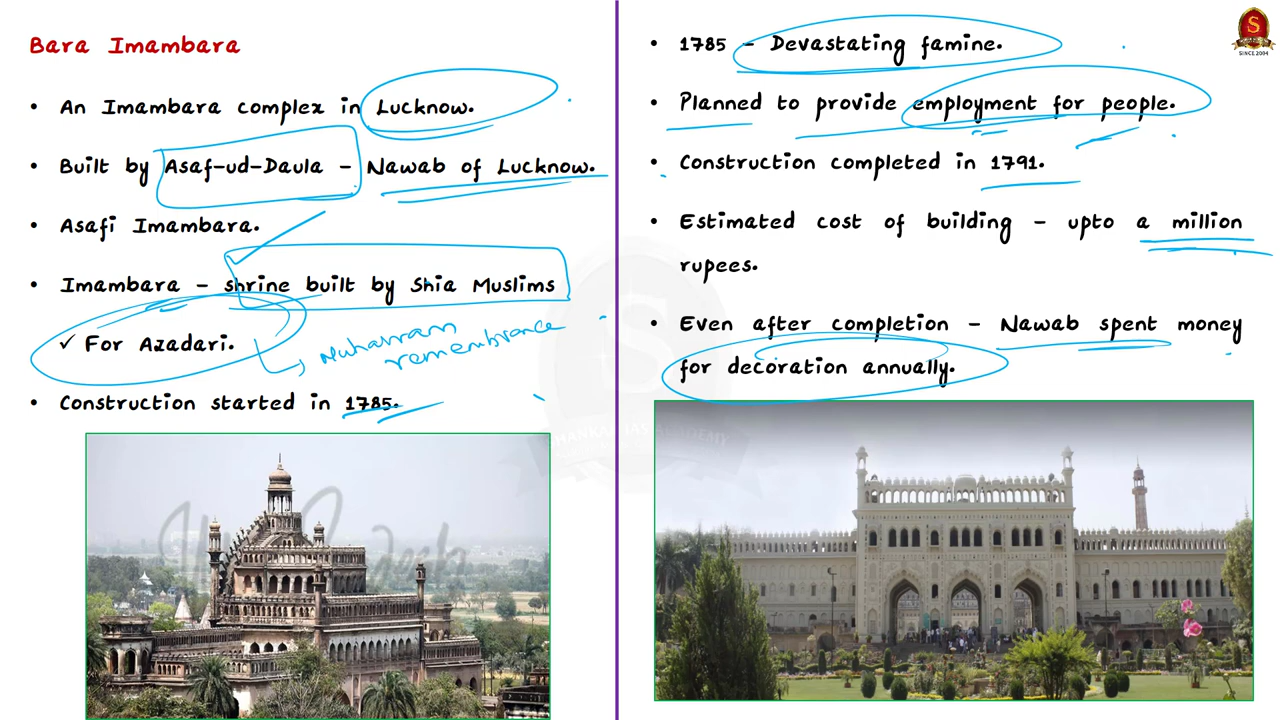 Bara Imambara
• An Imambara complex in Lucknow.
• Built by Asaf-ud-Daula - Nawab of Lucknow.
• Asafi Imambara.
• Imambara - shrine built by Shia Muslims
✓ For Azadari.
Muharram
remembrance
• Construction started in 1785.
• 1785 - Devastating famine.
• Planned to provide employment for people.
• Construction completed in 1791.
• Estimated cost of building - upto a million
rupees.
• Even after completion - Nawab spent money
for decoration annually.
SINCE 2004